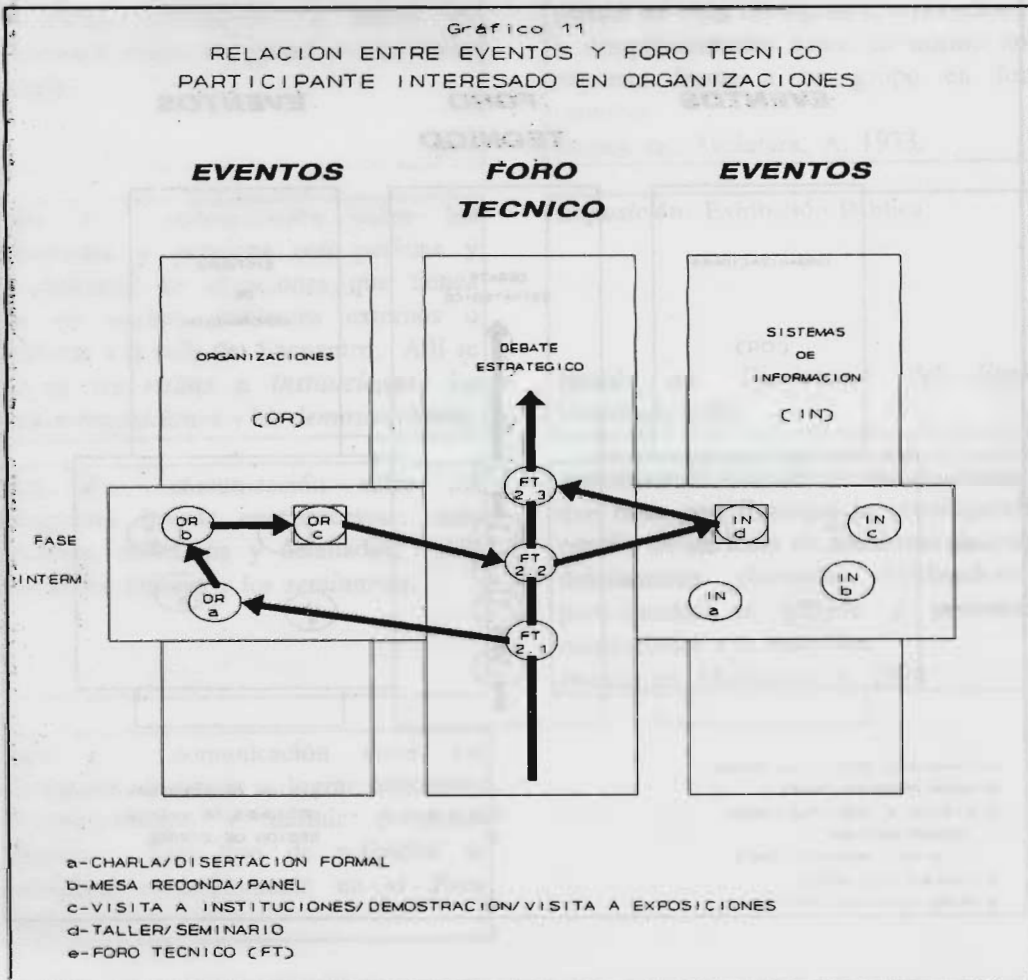 Gráfico 11
RELACION ENTRE EVENTOS Y FORO TECNICO
PARTICIPANTE INTERESADO EN ORGANIZACIONES
EVENTOS
FORO
TECNICO
EVENTOS
ORGANIZACIONES
(OR)
DEBATE
ESTRATEGICO
SISTEMAS
DE
INFORMACION
(IN)
FASE
INTERM.
OR
b
OR
c
OR
a
FT
2.3
FT
2.2
FT
2.1
IN
d
IN
c
IN
a
IN
b
a-CHARLA/DISERTACION FORMAL
b-MESA REDONDA/PANEL
c-VISITA A INSTITUCIONES/DEMOSTRACION/VISITA A EXPOSICIONES
d-TALLER/SEMINARIO
e-FORO TECNICO (FT)